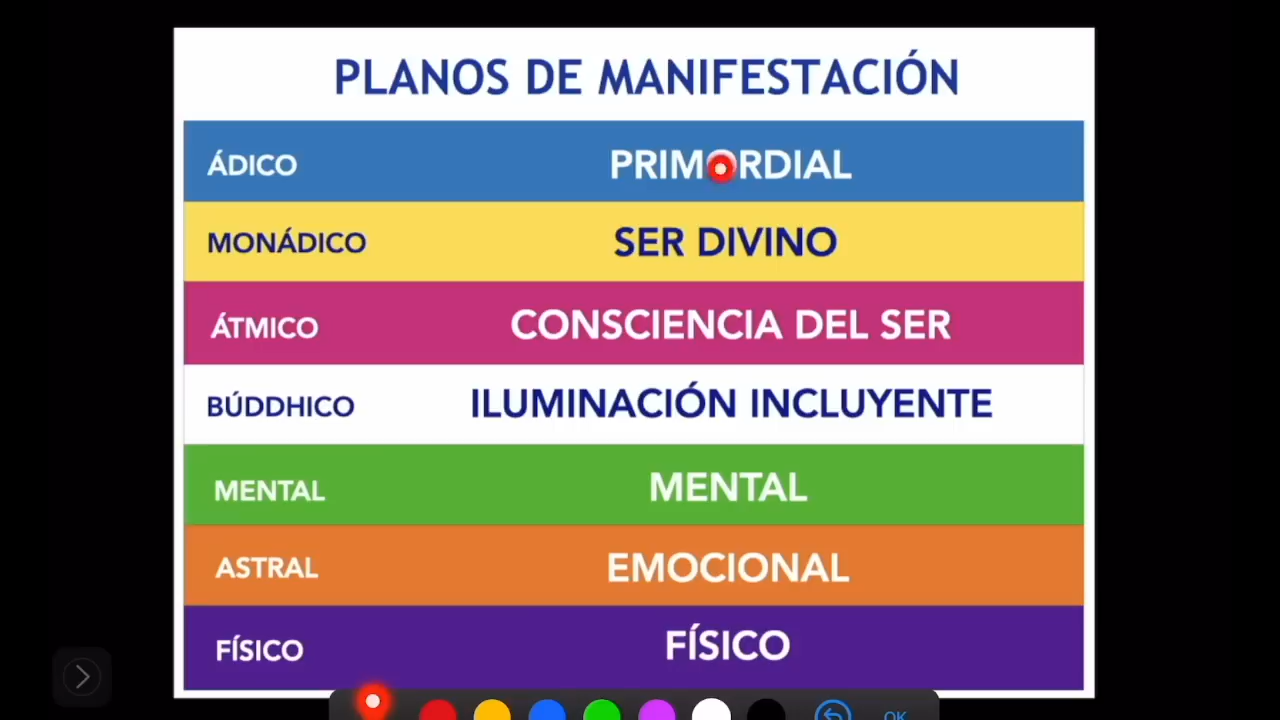 PLANOS DE MANIFESTACIÓN
ÁDICO PRIMORDIAL
MONÁDICO SER DIVINO
ÁTMICO CONSCIENCIA DEL SER
BÚDDHICO ILUMINACIÓN INCLUYENTE
MENTAL MENTAL
ASTRAL EMOCIONAL
FÍSICO FÍSICO
OK